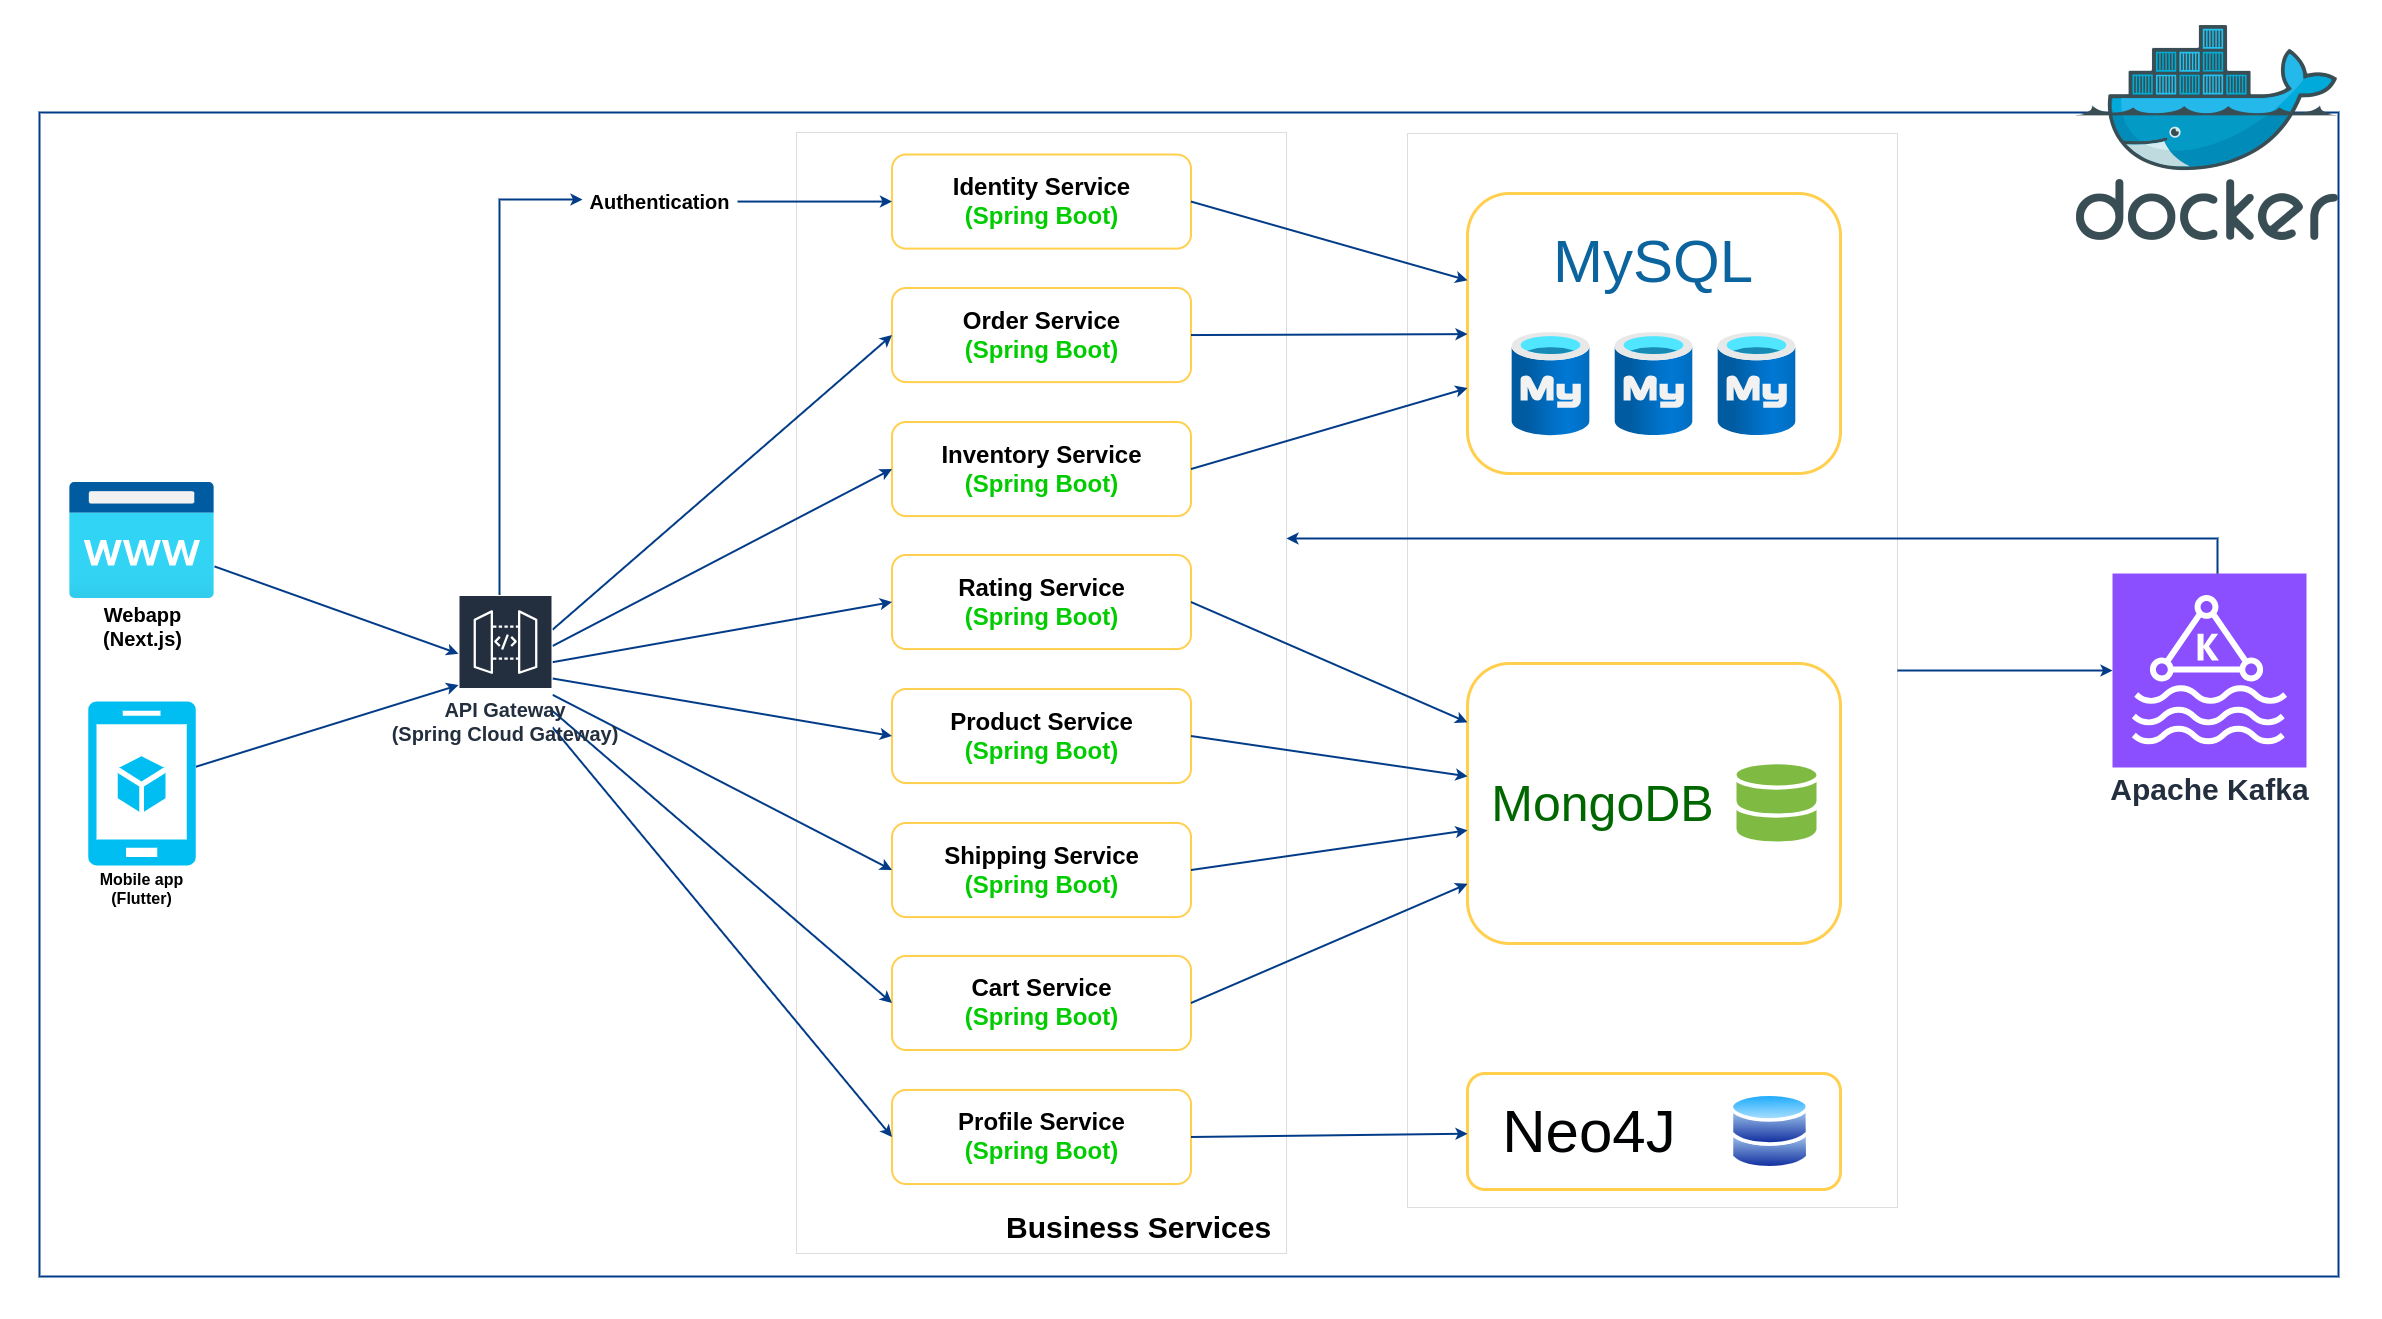 docker
Authentication
Identity Service
(Spring Boot)
Order Service
(Spring Boot)
Inventory Service
(Spring Boot)
Rating Service
(Spring Boot)
Product Service
(Spring Boot)
Shipping Service
(Spring Boot)
Cart Service
(Spring Boot)
Profile Service
(Spring Boot)
Business Services
MySQL
My
My
My
MongoDB
Neo4J
www
Webapp
(Next.js)
Mobile app
(Flutter)
</>
API Gateway
(Spring Cloud Gateway)
K
Apache Kafka